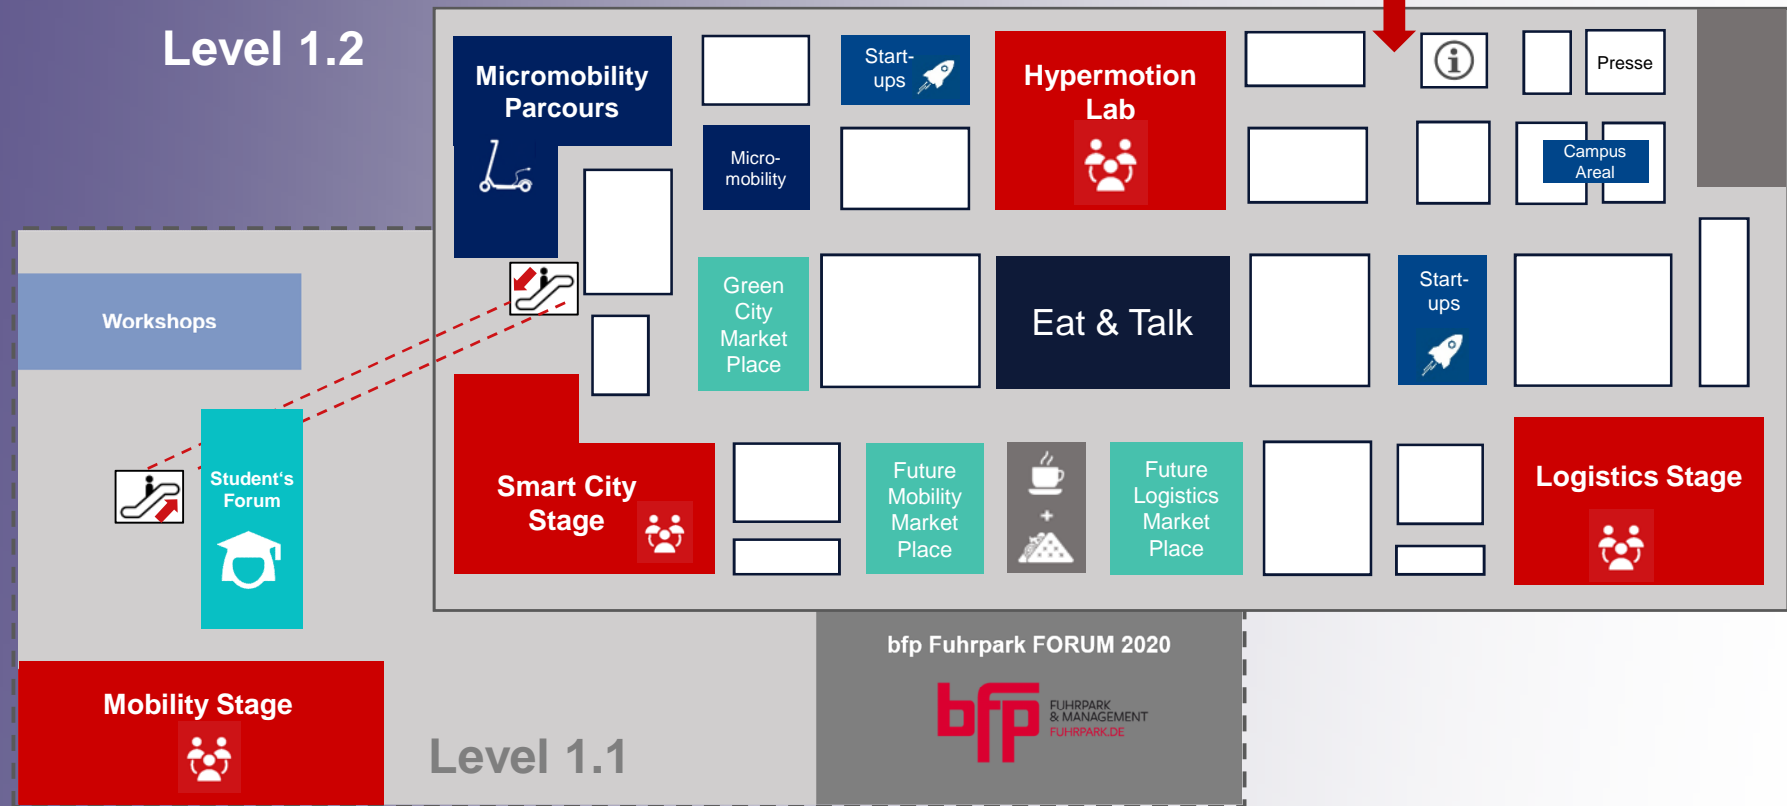 Level 1.2
Micromobility
Parcours
Start-
ups
Hypermotion
Lab
Presse
Micro-
mobility
Campus
Areal
Workshops
Green
City
Market
Place
Eat & Talk
Start-
ups
Student‘s
Forum
Smart City
Stage
Future
Mobility
Market
Place
+
Future
Logistics
Market
Place
Logistics Stage
bfp Fuhrpark FORUM 2020
bfp
FUHRPARK
& MANAGEMENT
FUHRPARK.DE
Mobility Stage
Level 1.1